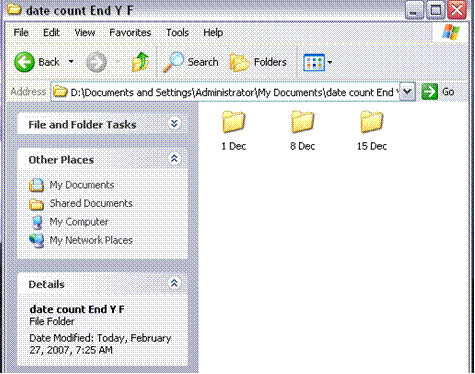 date count End Y F
File Edit View Favorites Tools Help
Back Search Folders
Address D:\Documents and Settings\Administrator\My Documents\date count End Y Go
File and Folder Tasks
1 Dec 8 Dec 15 Dec
Other Places
My Documents
Shared Documents
My Computer
My Network Places
Details
date count End Y F
File Folder
Date Modified: Today, February
27, 2007, 7:25 AM